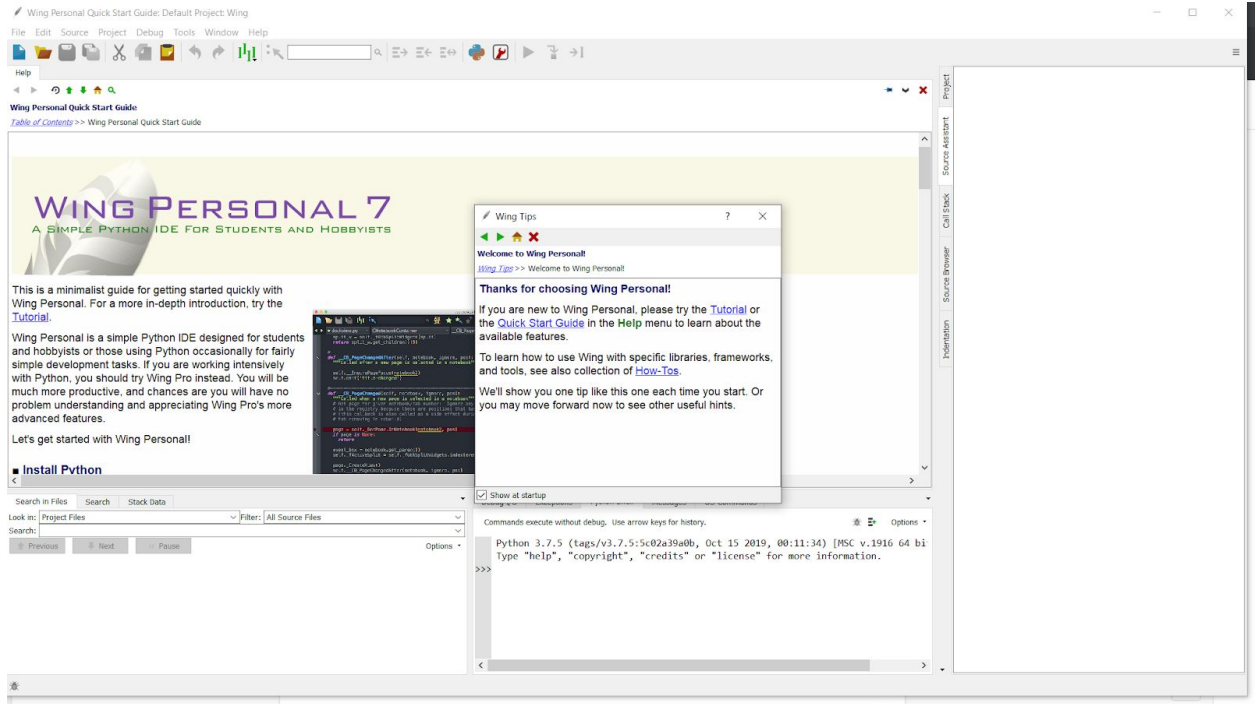 Wing Personal Quick Start Guide: Default Project: Wing
File Edit Source Project Debug Tools Window Help
Help
Wing Personal Quick Start Guide
Table of Contents >> Wing Personal Quick Start Guide
WING PERSONAL 7
A SIMPLE PYTHON IDE FOR STUDENTS AND HOBBYISTS
This is a minimalist guide for getting started quickly with
Wing Personal. For a more in-depth introduction, try the
Tutorial.
Wing Personal is a simple Python IDE designed for students
and hobbyists or those using Python occasionally for fairly
simple development tasks. If you are working intensively
with Python, you should try Wing Pro instead. You will be
much more productive, and chances are you will have no
problem understanding and appreciating Wing Pro's more
advanced features.
Let's get started with Wing Personal!
■ Install Python
Wing Tips
Welcome to Wing Personal!
Wing Tips >> Welcome to Wing Personal!
Thanks for choosing Wing Personal!
If you are new to Wing Personal, please try the Tutorial or
the Quick Start Guide in the Help menu to learn about the
available features.
To learn how to use Wing with specific libraries, frameworks,
and tools, see also collection of How-Tos.
We'll show you one tip like this one each time you start. Or
you may move forward now to see other useful hints.
Show at startup
Project
Source Assistant
Call Stack
Source Browser
Indentation
Search in Files Search Stack Data
Look in: Project Files Filter: All Source Files
Search:
Previous Next Pause Options
Commands execute without debug. Use arrow keys for history. Options
Python 3.7.5 (tags/v3.7.5:5c02a39a0b, Oct 15 2019, 00:11:34) [MSC v.1916 64 bi
Type "help", "copyright", "credits" or "license" for more information.
>>>